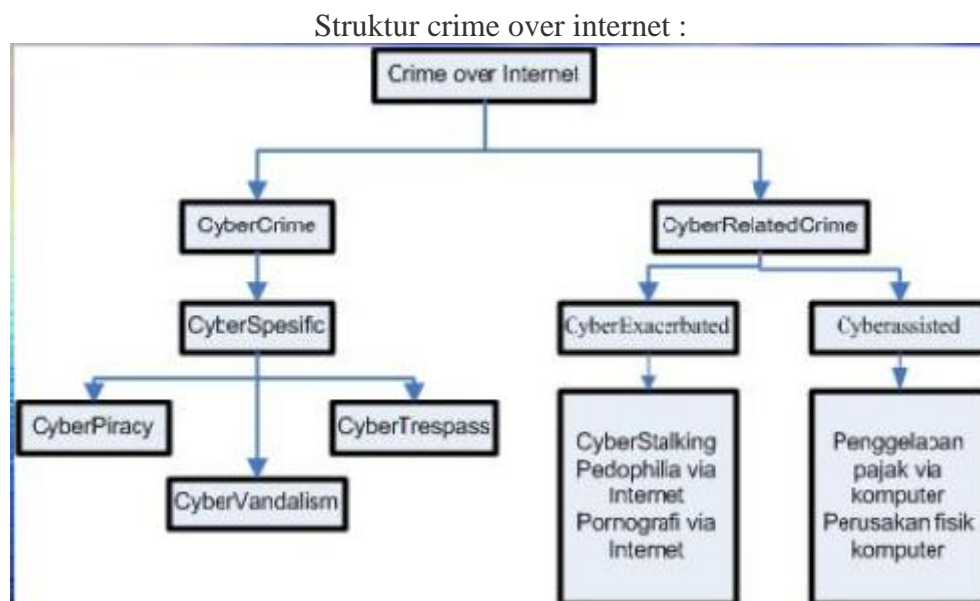 Struktur crime over internet :
Crime over Internet
CyberCrime
CyberRelatedCrime
CyberSpesific
CyberExacerbated
Cyberassisted
CyberPiracy
CyberTrespass
CyberVandalism
CyberStalking
Pedophilia via
Internet
Pornografi via
Internet
Penggelapan
pajak via
komputer
Perusakan fisik
komputer